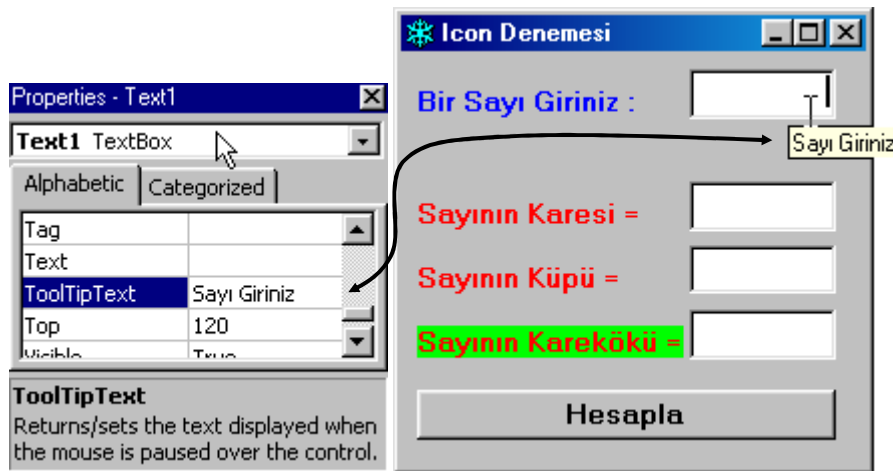 Properties - Text1
Text1 TextBox
Alphabetic Categorized
Tag
Text
ToolTipText Sayı Giriniz
Top 120
Visible True
ToolTipText
Returns/sets the text displayed when
the mouse is paused over the control.
Icon Denemesi
Bir Sayı Giriniz :
Sayı Giriniz
Sayının Karesi =
Sayının Küpü =
Sayının Karekökü =
Hesapla